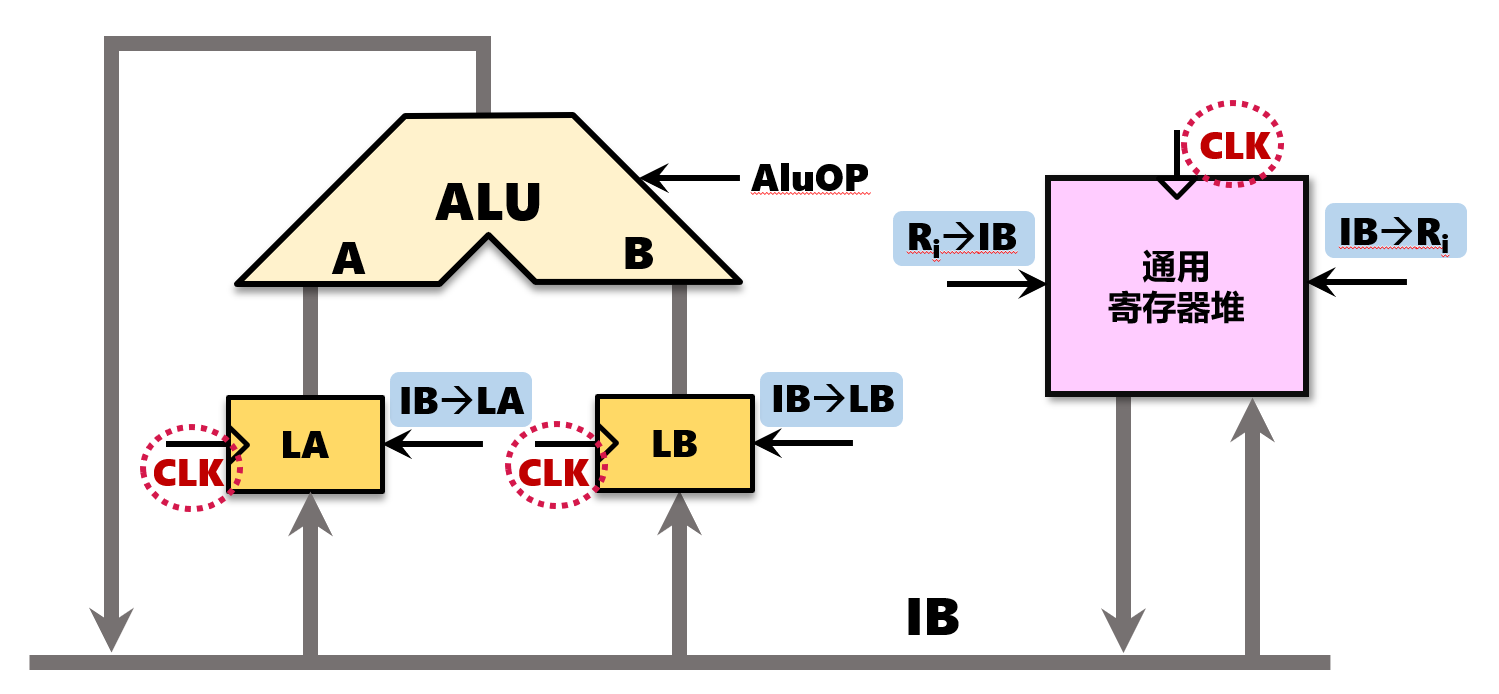 ALU
A
B
AluOP
CLK
Ri→IB
IB→Ri
通用
寄存器堆
IB→LA
IB→LB
LA
LB
CLK
CLK
IB